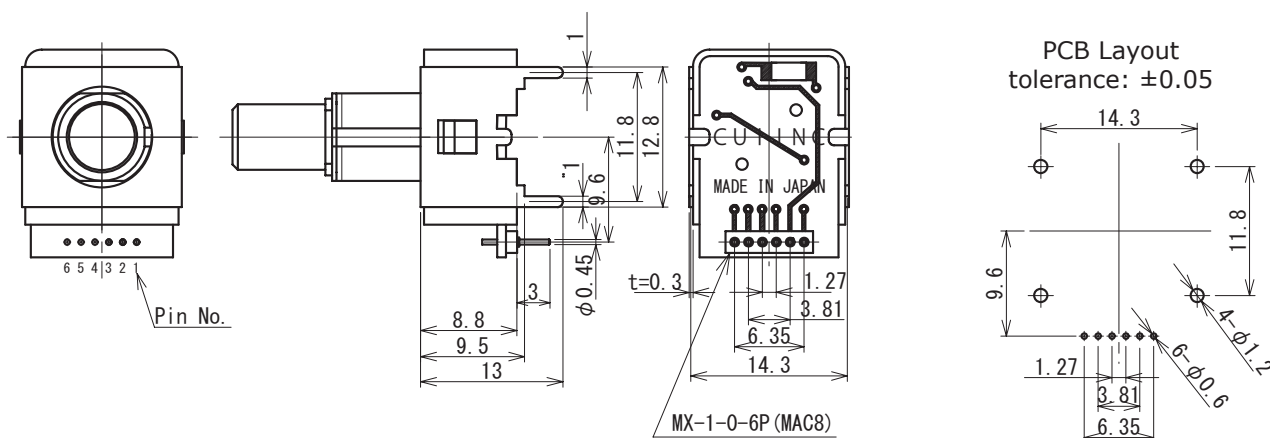 PCB Layout
tolerance: ±0.05
1
14.3
11.8
12.8
CUI INC
1
9.6
MADE IN JAPAN
11.8
9.6
6 5 4 3 2 1
Pin No.
3
φ0.45
t=0.3
1.27
3.81
6.35
14.3
8.8
9.5
13
4-φ1.2
6-φ0.6
1.27
3.81
6.35
MX-1-0-6P(MAC8)